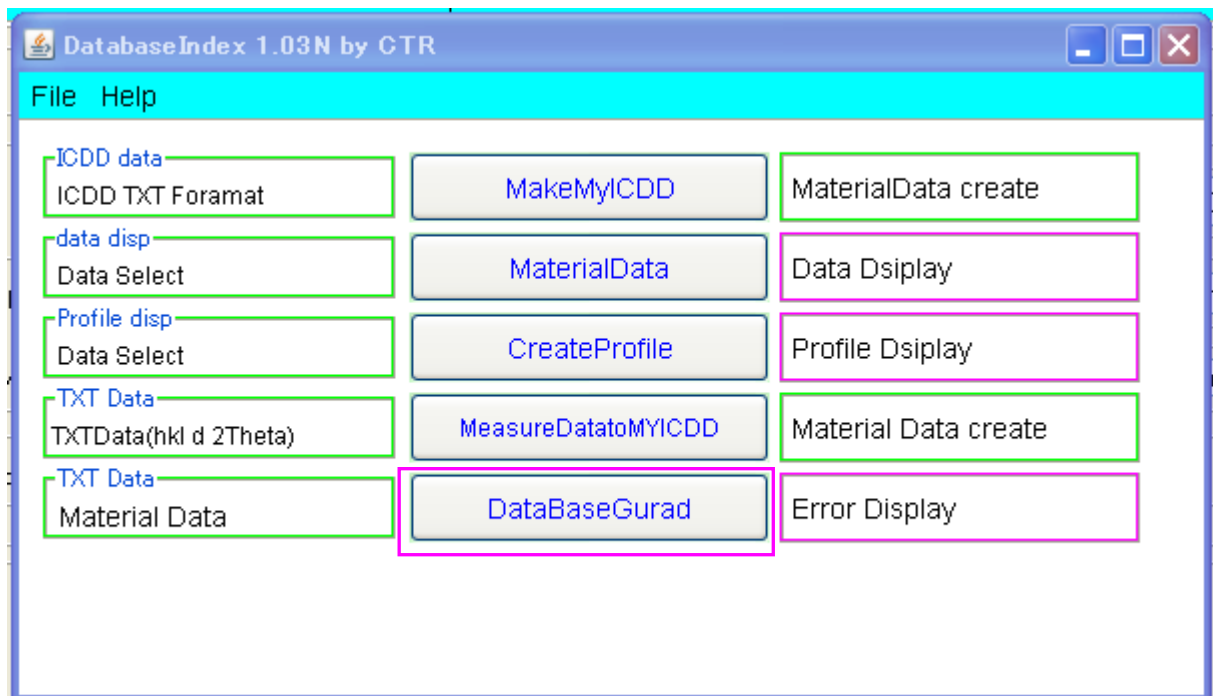 DatabaseIndex 1.03N by CTR
File Help
ICDD data
ICDD TXT Foramat
MakeMyICDD
MaterialData create
data disp
Data Select
MaterialData
Data Dsiplay
Profile disp
Data Select
CreateProfile
Profile Dsiplay
TXT Data
TXTData(hkl d 2Theta)
MeasureDatatoMYICDD
Material Data create
TXT Data
Material Data
DataBaseGurad
Error Display